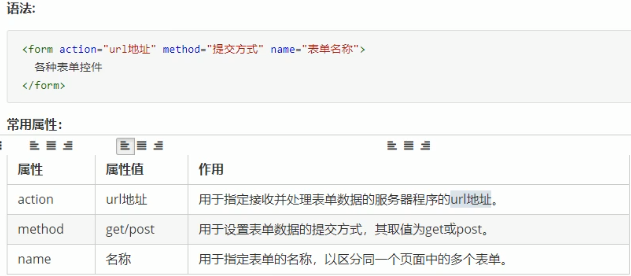 语法:
<form action="url地址" method="提交方式" name="表单名称">
各种表单控件
</form>
常用属性:
属性 属性值 作用
action url地址 用于指定接收并处理表单数据的服务器程序的url地址。
method get/post 用于设置表单数据的提交方式，其取值为get或post。
name 名称 用于指定表单的名称，以区分同一个页面中的多个表单。